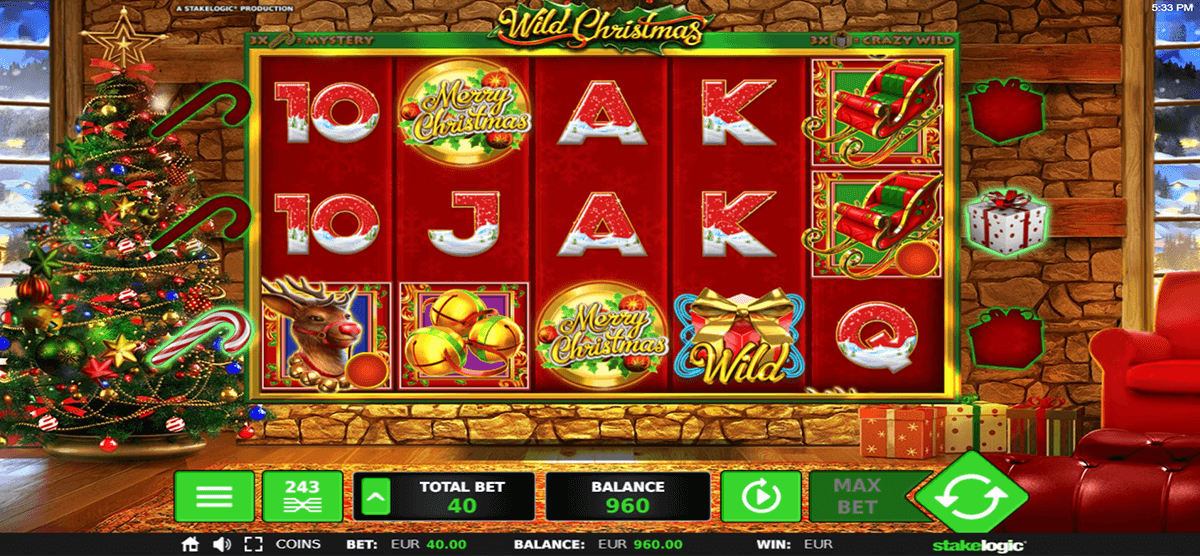 A STAKELOGIC® PRODUCTION
Wild Christmas
5:33 PM
3X - MYSTERY
3X - CRAZY WILD
10
Merry Christmas
A
K
10
J
A
K
Merry Christmas
Wild
Q
243
TOTAL BET
40
BALANCE
960
MAX
BET
COINS BET: EUR 40.00 BALANCE: EUR 960.00 WIN: EUR
stakelogic